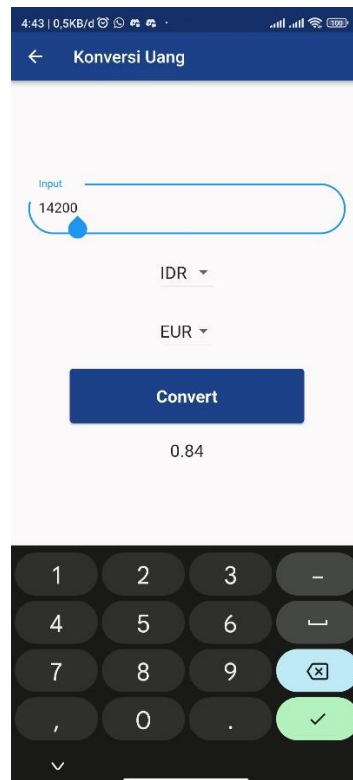 4:43 | 0,5KB/d
100
Konversi Uang
Input
14200
IDR
EUR
Convert
0.84
1 2 3 –
4 5 6
7 8 9
, 0 .